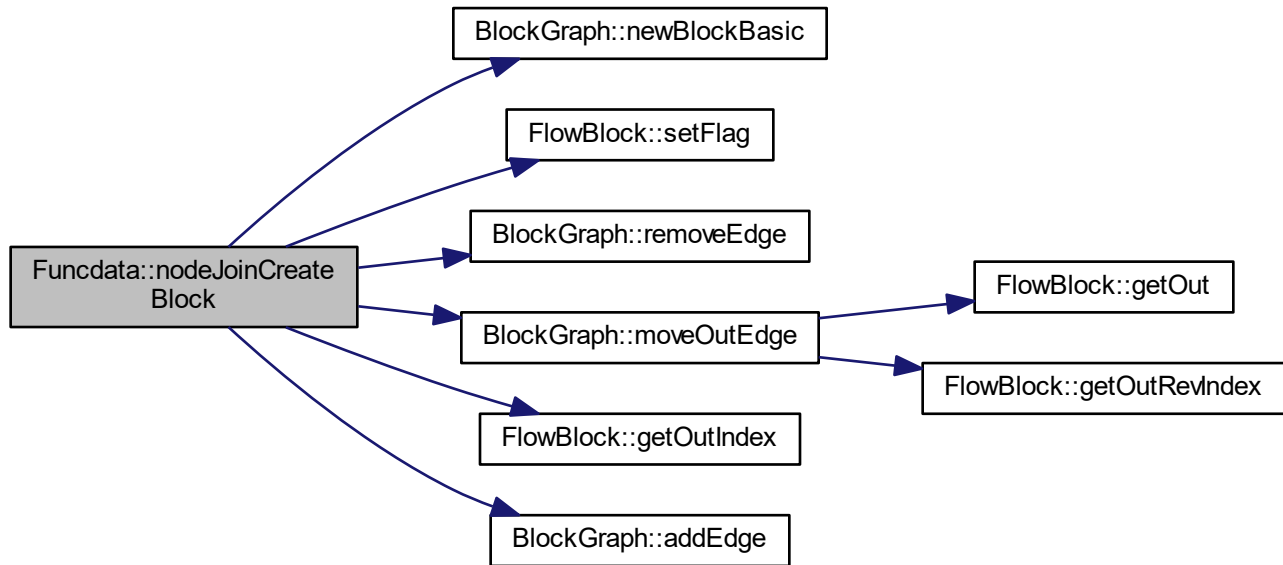 BlockGraph::newBlockBasic
FlowBlock::setFlag
BlockGraph::removeEdge
Funcdata::nodeJoinCreate
Block
FlowBlock::getOut
BlockGraph::moveOutEdge
FlowBlock::getOutRevIndex
FlowBlock::getOutIndex
BlockGraph::addEdge